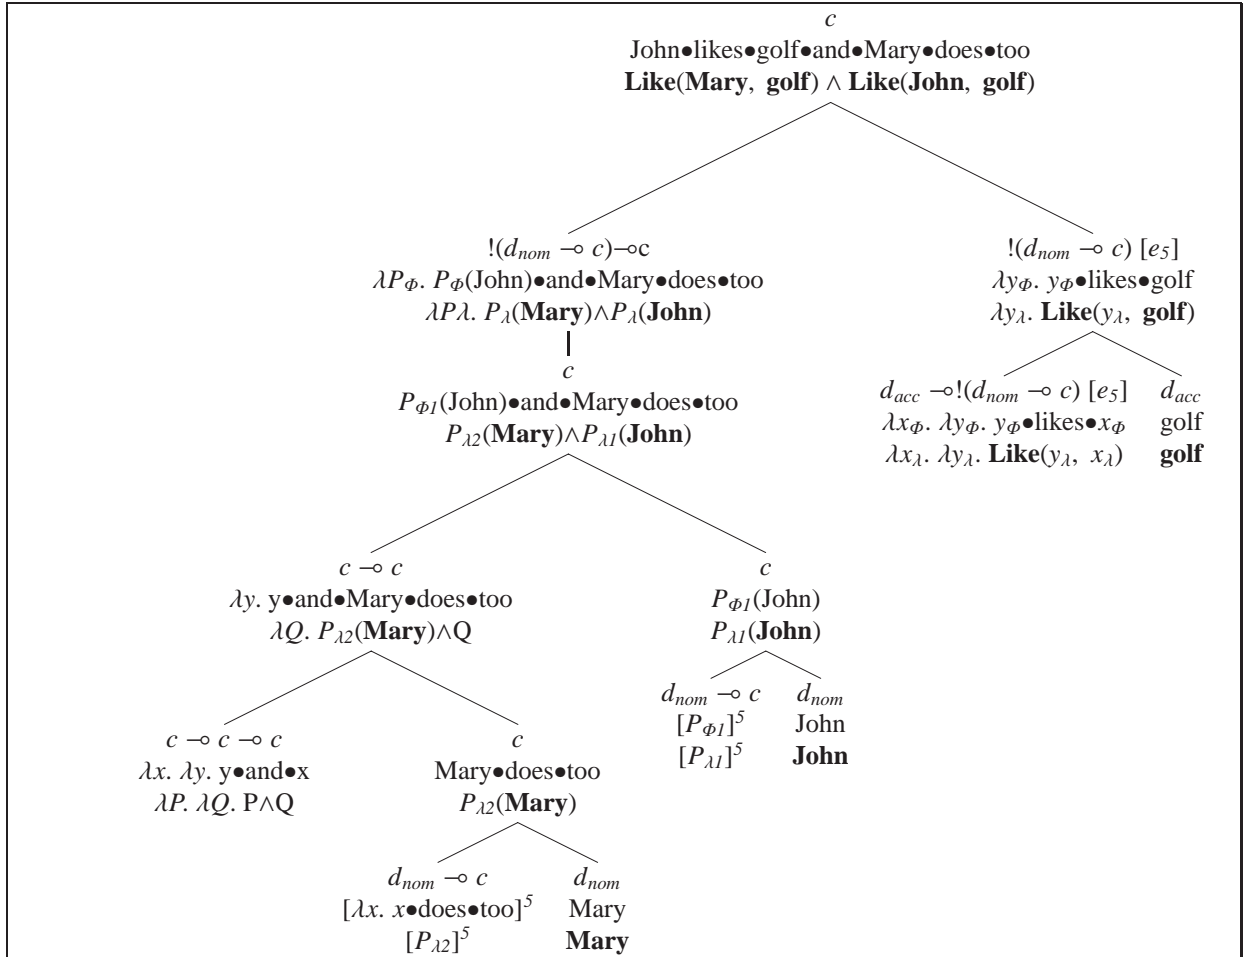 c
John●likes●golf●and●Mary●does●too
Like(Mary, golf) ∧ Like(John, golf)
!(d_nom ⊸ c)⊸c
λP_Φ. P_Φ(John)●and●Mary●does●too
λPλ. P_λ(Mary)∧P_λ(John)
!(d_nom ⊸ c) [e_5]
λy_Φ. y_Φ●likes●golf
λy_λ. Like(y_λ, golf)
c
P_Φ1(John)●and●Mary●does●too
P_λ2(Mary)∧P_λ1(John)
d_acc ⊸!(d_nom ⊸ c) [e_5]
λx_Φ. λy_Φ. y_Φ●likes●x_Φ
λx_λ. λy_λ. Like(y_λ, x_λ)
d_acc
golf
golf
c ⊸ c
λy. y●and●Mary●does●too
λQ. P_λ2(Mary)∧Q
c
P_Φ1(John)
P_λ1(John)
c ⊸ c ⊸ c
λx. λy. y●and●x
λP. λQ. P∧Q
c
Mary●does●too
P_λ2(Mary)
d_nom ⊸ c
[P_Φ1]^5
[P_λ1]^5
d_nom
John
John
d_nom ⊸ c
[λx. x●does●too]^5
[P_λ2]^5
d_nom
Mary
Mary